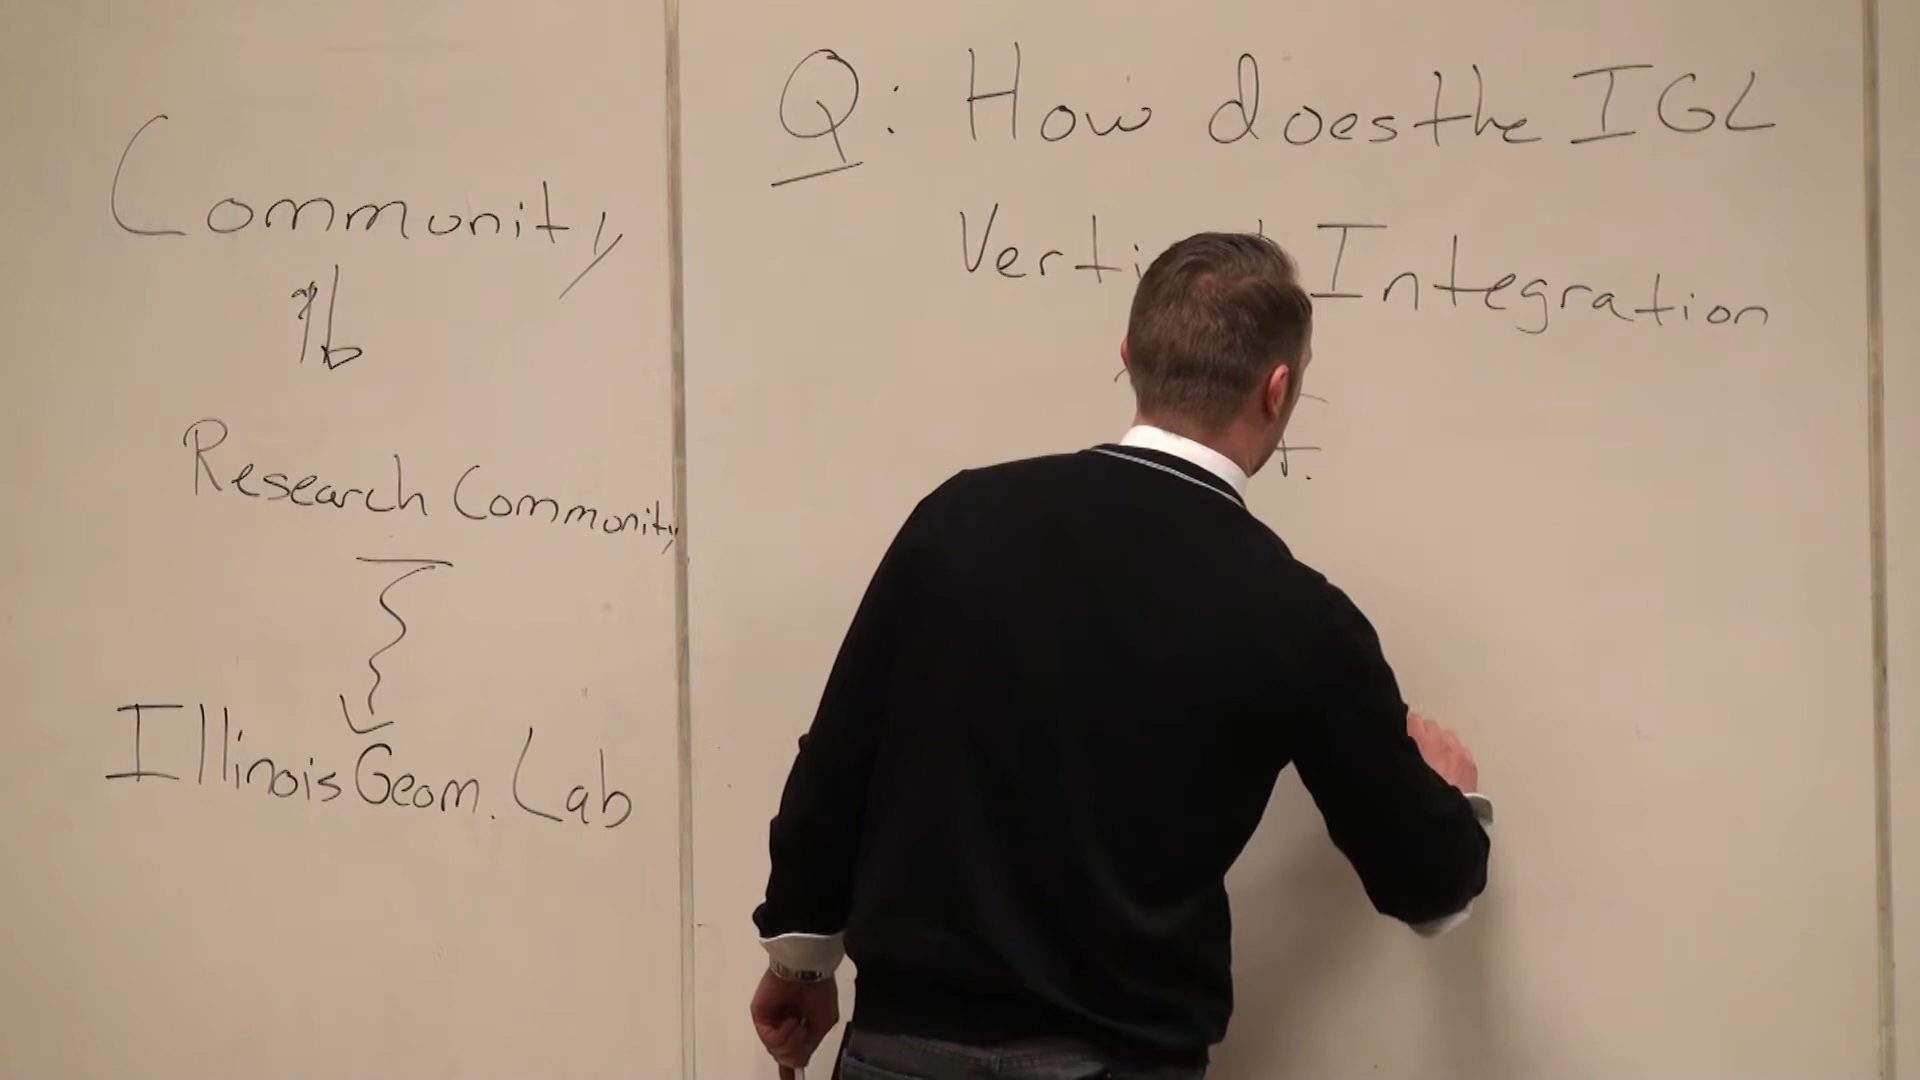 Community
Research Community
Illinois Geom. Lab
Q: How does the IGL
Integration